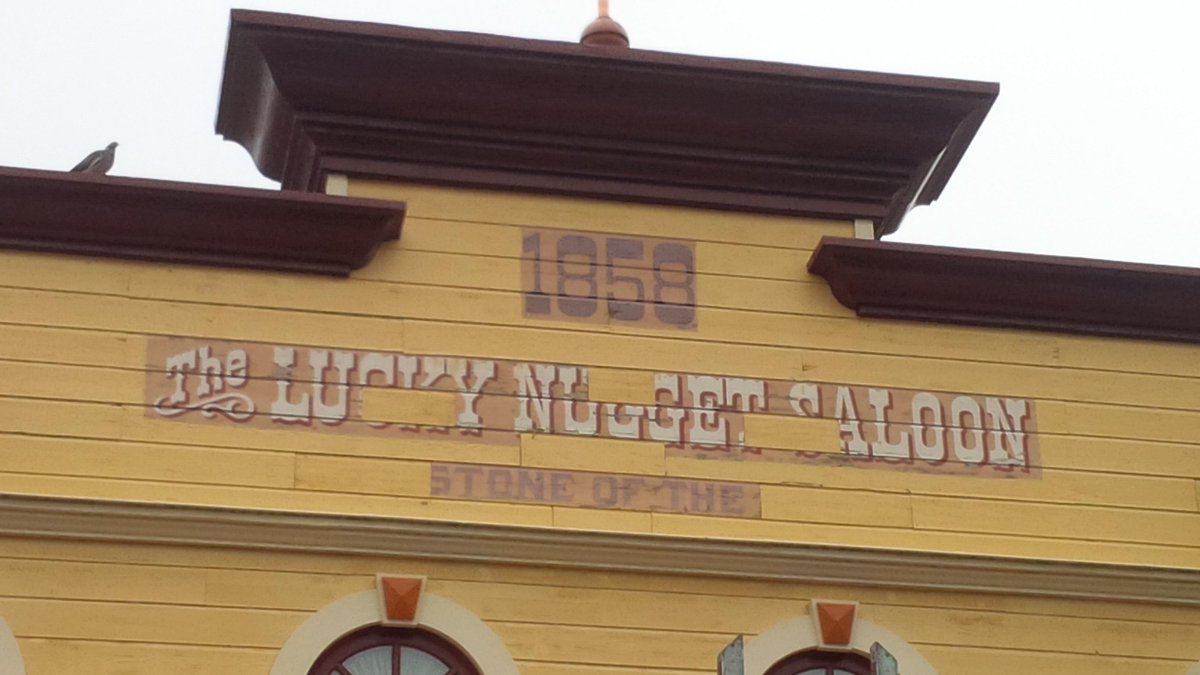 1858
The LUCKY NUGGET SALOON
STONE OF THE